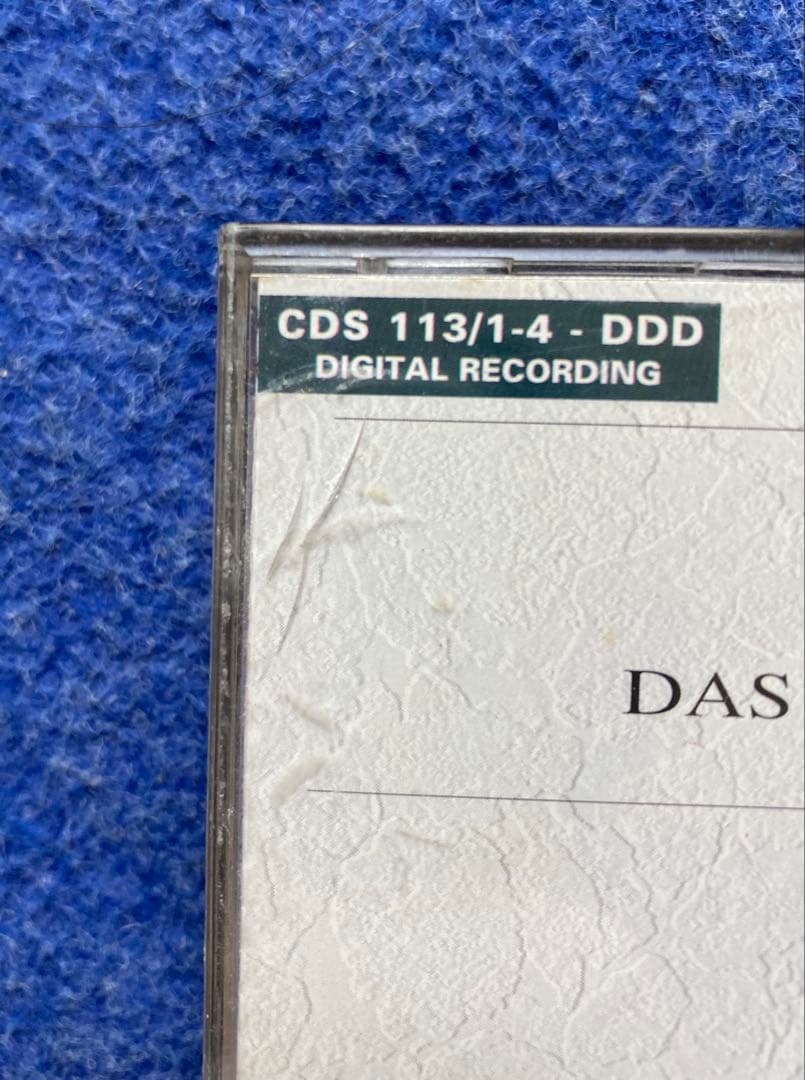 CDS 113/1-4 - DDD
DIGITAL RECORDING
DAS